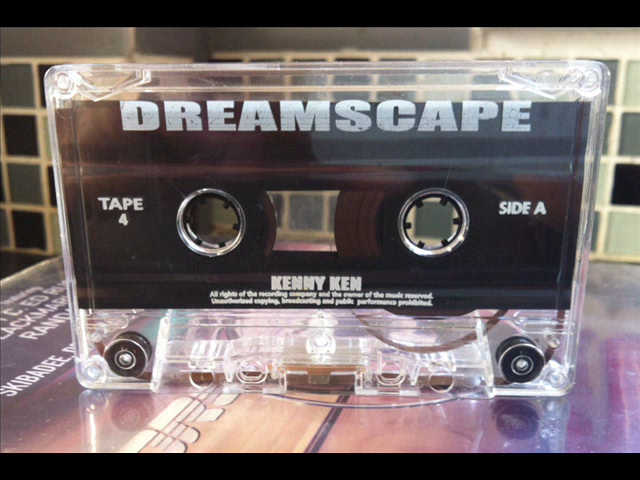 DREAMSCAPE
TAPE
4
SIDE A
KENNY KEN
All rights of the recording company and the owner of the music reserved.
Unauthorized copying, broadcasting and public performance prohibited.
SKIBADEE